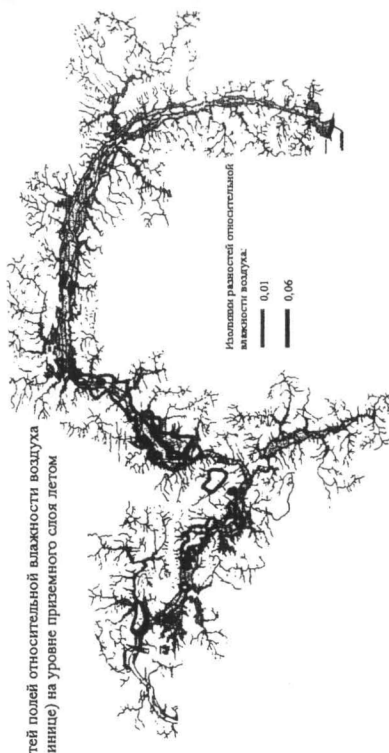 тей полей относительной влажности воздуха
инице) на уровне приземного слоя летом
Изолинии разностей относительной
влажности воздуха:
0,01
0,06